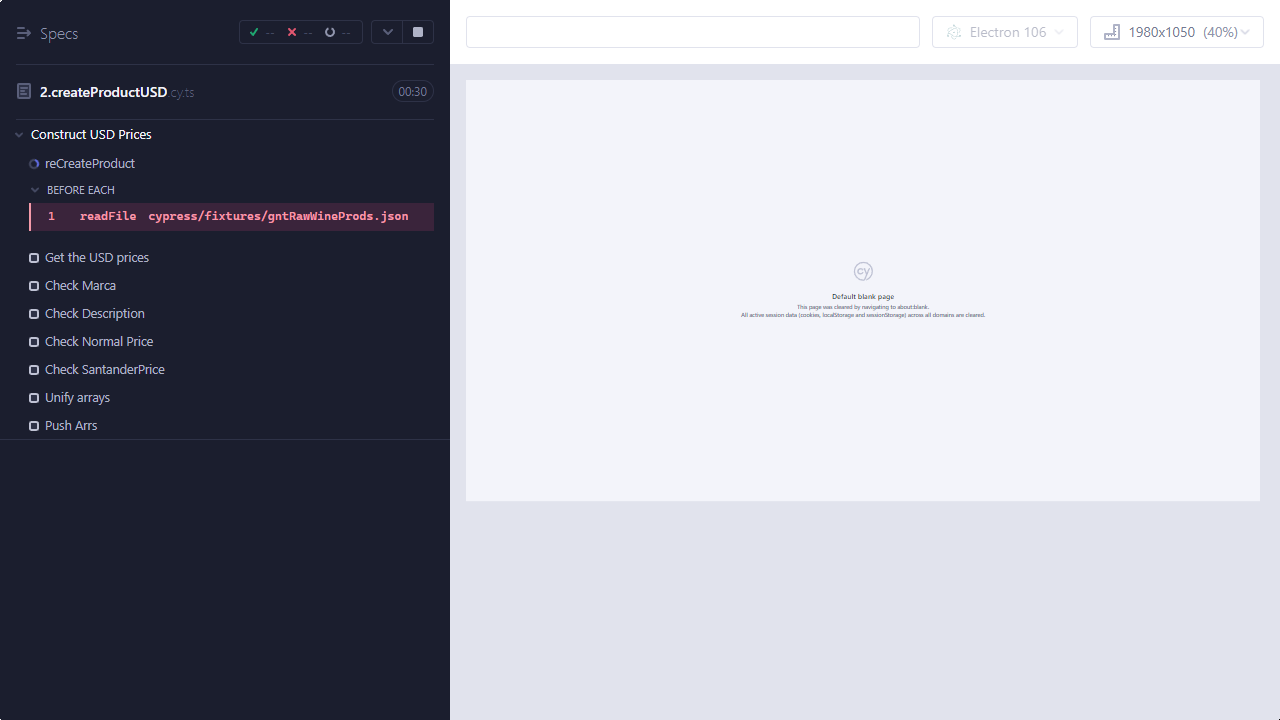 Specs
--
--
--
Electron 106
1980x1050 (40%)
2.createProductUSD.cy.ts
00:30
Construct USD Prices
reCreateProduct
BEFORE EACH
1 readFile cypress/fixtures/gntRawWineProds.json
Get the USD prices
Check Marca
Check Description
Check Normal Price
Check SantanderPrice
Unify arrays
Push Arrs
cy
Default blank page
This page was cleared by navigating to about:blank.
All active session data (cookies, localStorage and sessionStorage) across all domains are cleared.